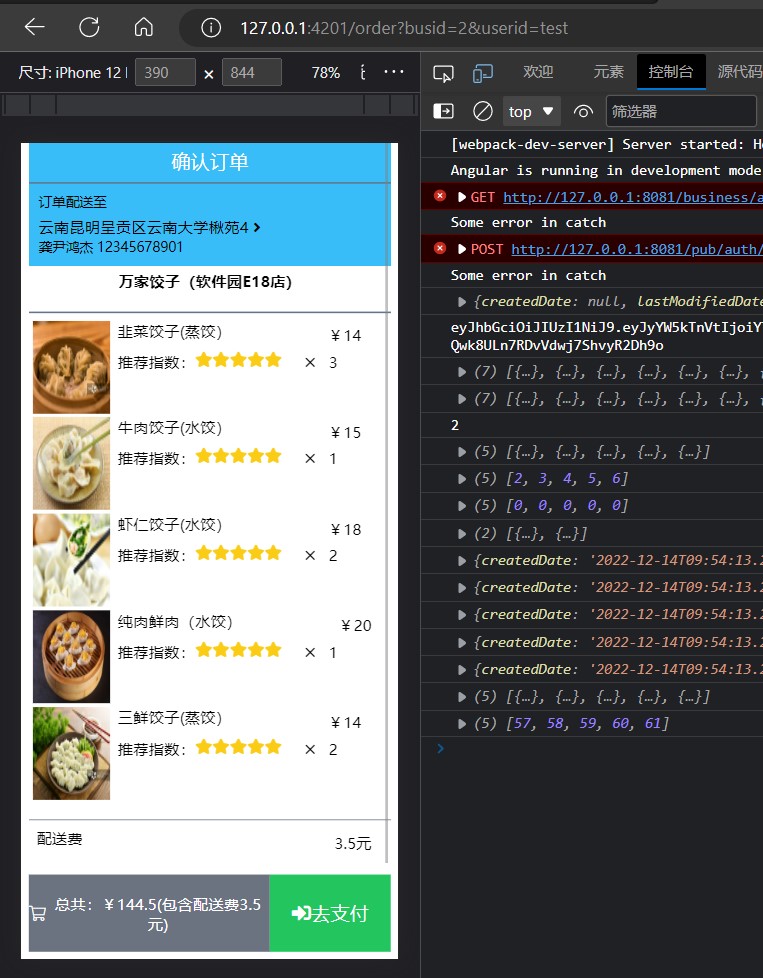 127.0.0.1:4201/order?busid=2&userid=test
尺寸: iPhone 12
390 × 844 78%
欢迎 元素 控制台 源代码
top 筛选器
确认订单
订单配送至
云南昆明呈贡区云南大学楸苑4
龚尹鸿杰 12345678901
万家饺子（软件园E18店）
韭菜饺子(蒸饺) ￥14
推荐指数： × 3
牛肉饺子(水饺) ￥15
推荐指数： × 1
虾仁饺子(水饺) ￥18
推荐指数： × 2
纯肉鲜肉（水饺） ￥20
推荐指数： × 1
三鲜饺子(蒸饺) ￥14
推荐指数： × 2
配送费 3.5元
总共：￥144.5(包含配送费3.5
元)
去支付
[webpack-dev-server] Server started: H
Angular is running in development mode
GET http://127.0.0.1:8081/business/a
Some error in catch
POST http://127.0.0.1:8081/pub/auth/
Some error in catch
{createdDate: null, lastModifiedDate
eyJhbGciOiJIUzI1NiJ9.eyJyYW5kTnVtIjoiY
Qwk8ULn7RDvVdwj7ShvyR2Dh9o
(7) [{…}, {…}, {…}, {…}, {…}, {…},
(7) [{…}, {…}, {…}, {…}, {…}, {…},
2
(5) [{…}, {…}, {…}, {…}, {…}]
(5) [2, 3, 4, 5, 6]
(5) [0, 0, 0, 0, 0]
(2) [{…}, {…}]
{createdDate: '2022-12-14T09:54:13.2
{createdDate: '2022-12-14T09:54:13.2
{createdDate: '2022-12-14T09:54:13.2
{createdDate: '2022-12-14T09:54:13.2
{createdDate: '2022-12-14T09:54:13.2
(5) [{…}, {…}, {…}, {…}, {…}]
(5) [57, 58, 59, 60, 61]